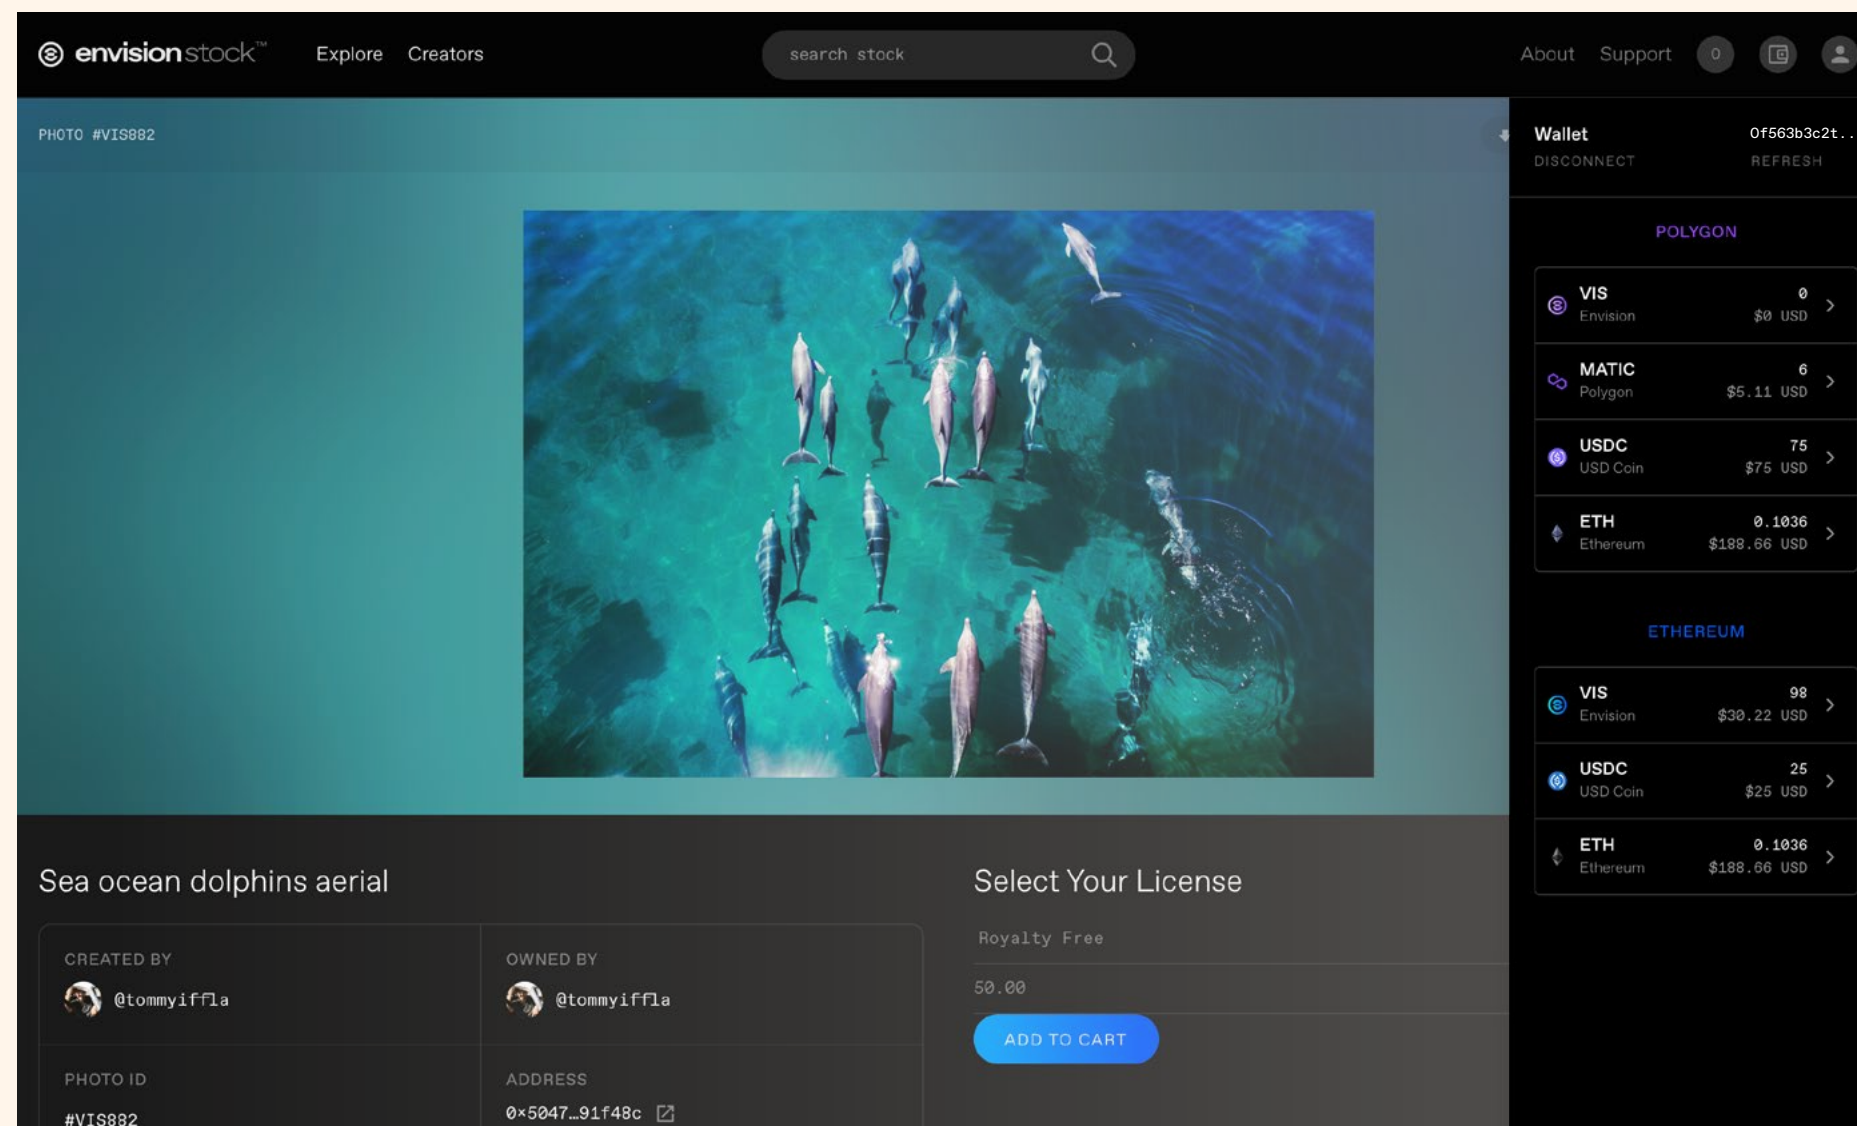 envisionstock™ Explore Creators search stock About Support 0
PHOTO #VIS882
Wallet 0f563b3c2t..
DISCONNECT REFRESH
POLYGON
VIS 0
Envision $0 USD
MATIC 6
Polygon $5.11 USD
USDC 75
USD Coin $75 USD
ETH 0.1036
Ethereum $188.66 USD
ETHEREUM
VIS 98
Envision $30.22 USD
USDC 25
USD Coin $25 USD
ETH 0.1036
Ethereum $188.66 USD
Sea ocean dolphins aerial
CREATED BY
@tommyiffla
OWNED BY
@tommyiffla
PHOTO ID
#VIS882
ADDRESS
0×5047…91f48c
Select Your License
Royalty Free
50.00
ADD TO CART